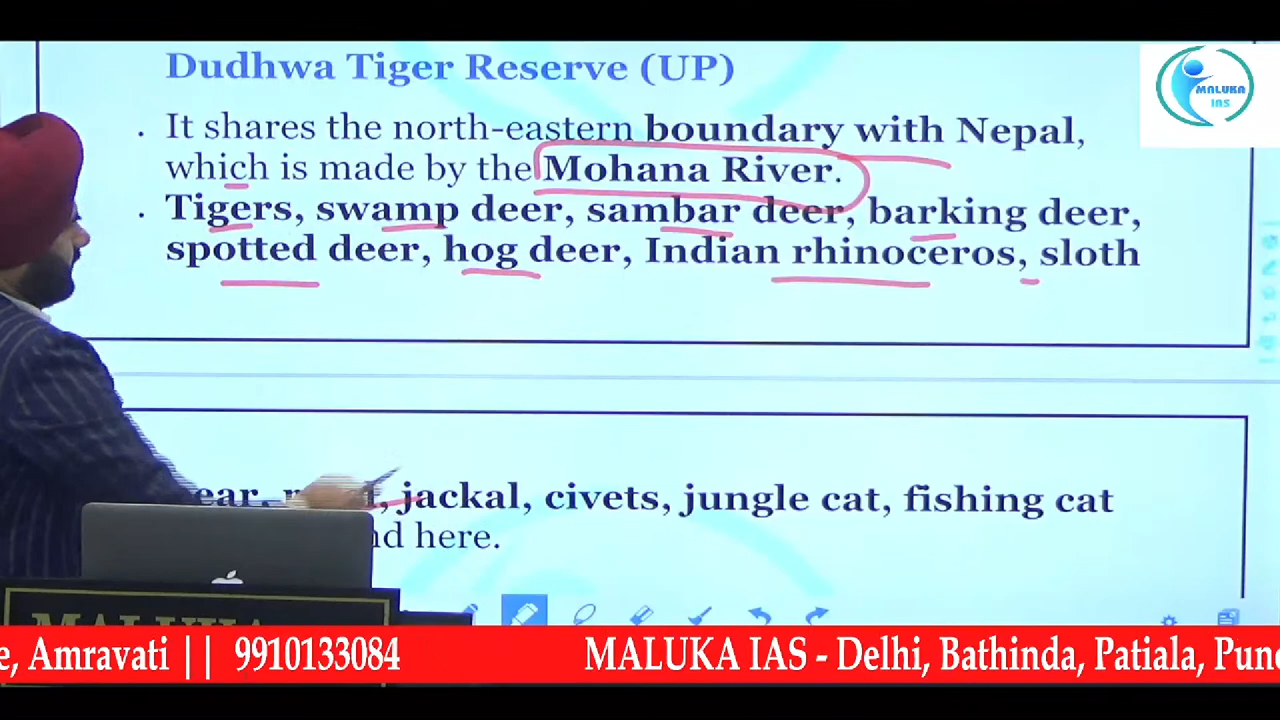 Dudhwa Tiger Reserve (UP)
MALUKA
IAS
. It shares the north-eastern boundary with Nepal,
which is made by the Mohana River.
. Tigers, swamp deer, sambar deer, barking deer,
spotted deer, hog deer, Indian rhinoceros, sloth
jackal, civets, jungle cat, fishing cat
here.
MALUKA
e, Amravati || 9910133084 MALUKA IAS - Delhi, Bathinda, Patiala, Pune